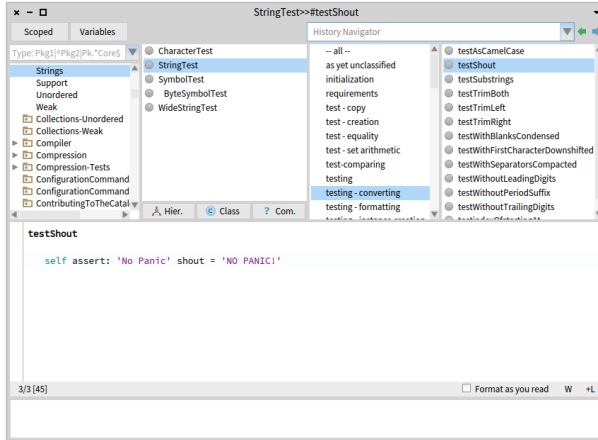 StringTest>>#testShout
Scoped Variables History Navigator
Type: Pkg1|^Pkg2|Pk.*Core$
Strings
Support
Unordered
Weak
Collections-Unordered
Collections-Weak
Compiler
Compression
Compression-Tests
ConfigurationCommand
ConfigurationCommand
ContributingToTheCatal
CharacterTest
StringTest
SymbolTest
ByteSymbolTest
WideStringTest
Hier. Class ? Com.
-- all --
as yet unclassified
initialization
requirements
test - copy
test - creation
test - equality
test - set arithmetic
test-comparing
testing
testing - converting
testing - formatting
testing - instance creation
testAsCamelCase
testShout
testSubstrings
testTrimBoth
testTrimLeft
testTrimRight
testWithBlanksCondensed
testWithFirstCharacterDownshifted
testWithSeparatorsCompacted
testWithoutLeadingDigits
testWithoutPeriodSuffix
testWithoutTrailingDigits
testShout
self assert: 'No Panic' shout = 'NO PANIC!'
3/3 [45] Format as you read W +L